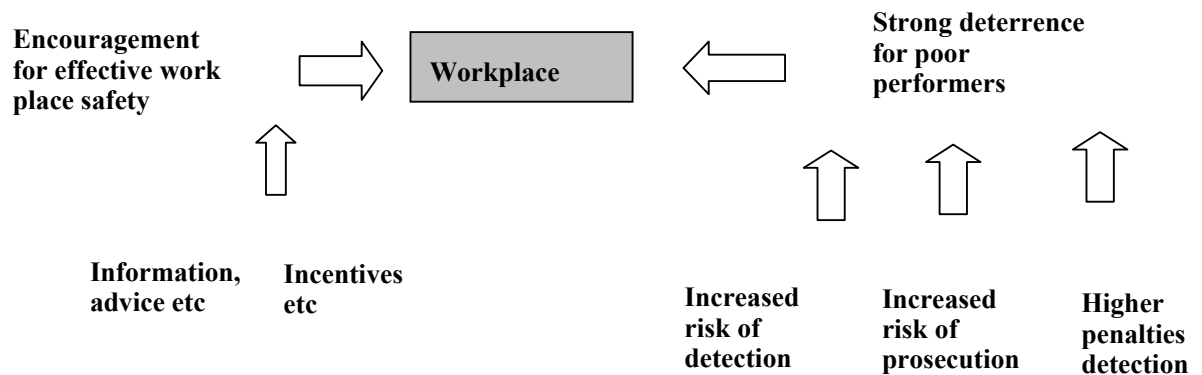 Encouragement
for effective work
place safety
Workplace
Strong deterrence
for poor
performers
Information,
advice etc
Incentives
etc
Increased
risk of
detection
Increased
risk of
prosecution
Higher
penalties
detection